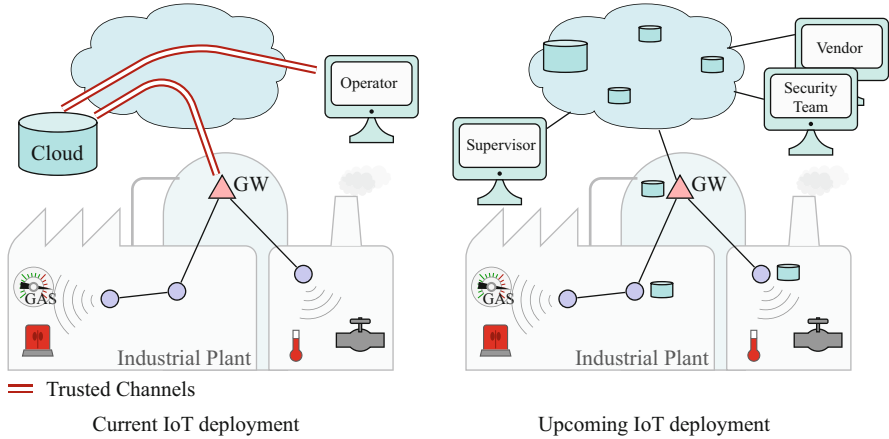 Operator
Cloud
GW
GAS
Industrial Plant
Trusted Channels
Current IoT deployment
Vendor
Security
Team
Supervisor
GW
GAS
Industrial Plant
Upcoming IoT deployment